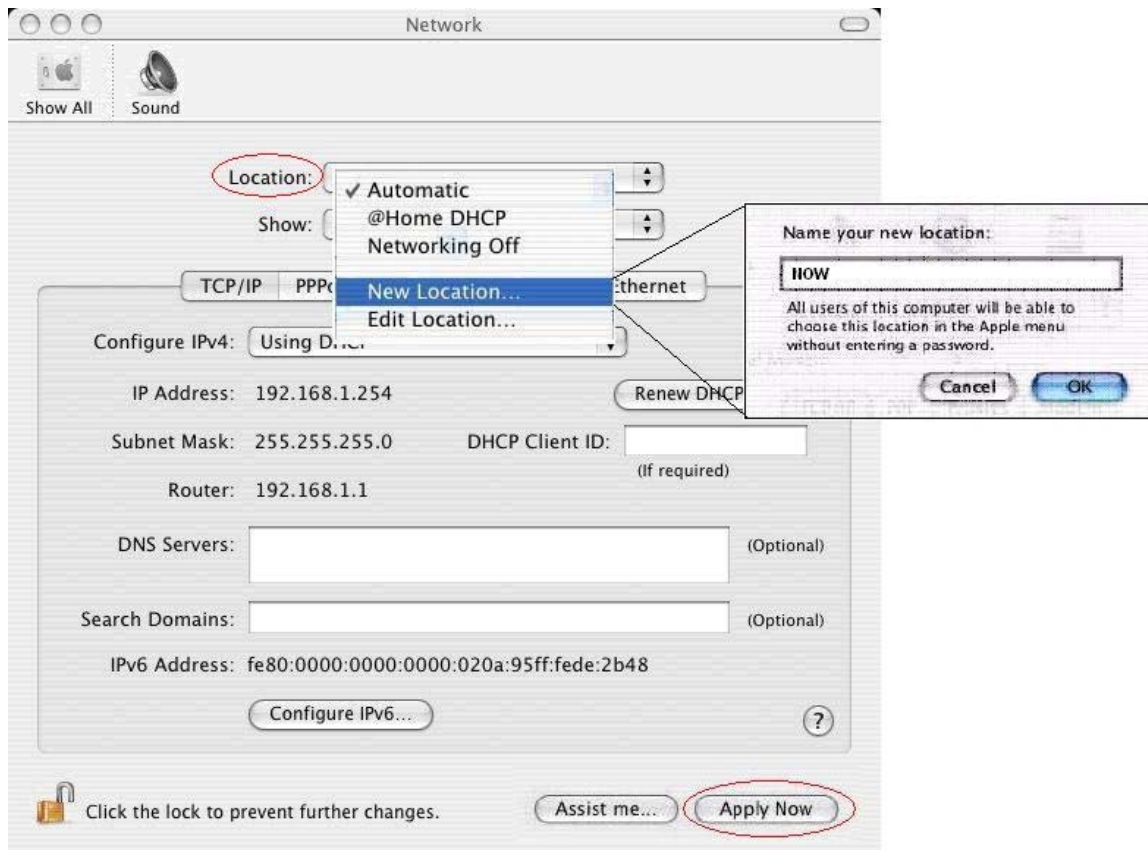 Network
Show All
Sound
Location:
Automatic
@Home DHCP
Networking Off
New Location...
Edit Location...
Show:
TCP/IP
Ethernet
Configure IPv4:
Using
IP Address: 192.168.1.254
Renew DHCP
Subnet Mask: 255.255.255.0
DHCP Client ID:
(If required)
Router: 192.168.1.1
DNS Servers:
(Optional)
Search Domains:
(Optional)
IPv6 Address: fe80:0000:0000:0000:020a:95ff:fede:2b48
Configure IPv6...
?
Click the lock to prevent further changes.
Assist me...
Apply Now
Name your new location:
NOW
All users of this computer will be able to
choose this location in the Apple menu
without entering a password.
Cancel
OK